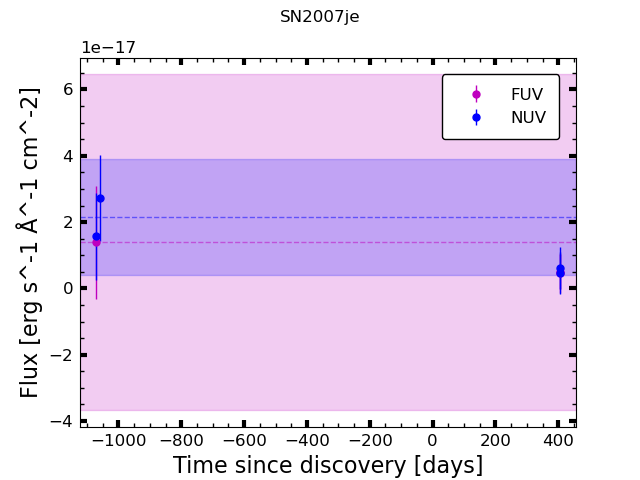 SN2007je
1e−17
6
4
2
0
−2
−4
Flux [erg s^-1 Å^-1 cm^-2]
FUV
NUV
−1000 −800 −600 −400 −200 0 200 400
Time since discovery [days]